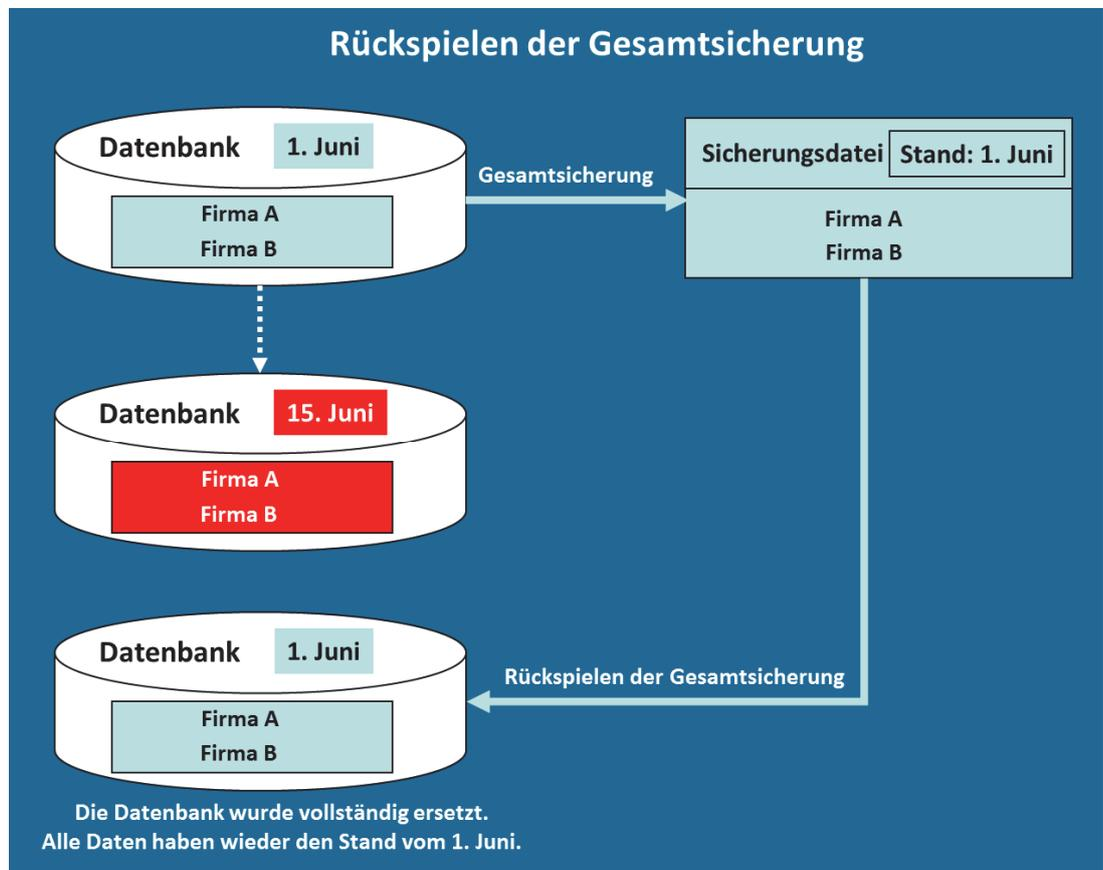 Rückspielen der Gesamtsicherung
Datenbank 1. Juni
Firma A
Firma B
Gesamtsicherung
Sicherungsdatei Stand: 1. Juni
Firma A
Firma B
Datenbank 15. Juni
Firma A
Firma B
Datenbank 1. Juni
Firma A
Firma B
Rückspielen der Gesamtsicherung
Die Datenbank wurde vollständig ersetzt.
Alle Daten haben wieder den Stand vom 1. Juni.